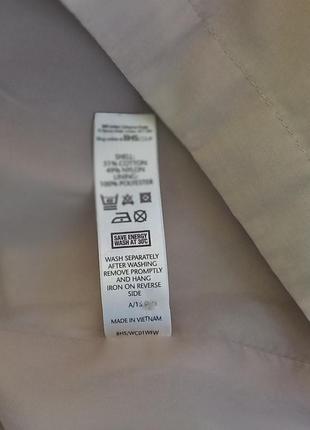 SHELL:
51% COTTON
49% NYLON
LINING:
100% POLYESTER
SAVE ENERGY
WASH AT 30°C
WASH SEPARATELY
AFTER WASHING
REMOVE PROMPTLY
AND HANG
IRON ON REVERSE
SIDE
MADE IN VIETNAM